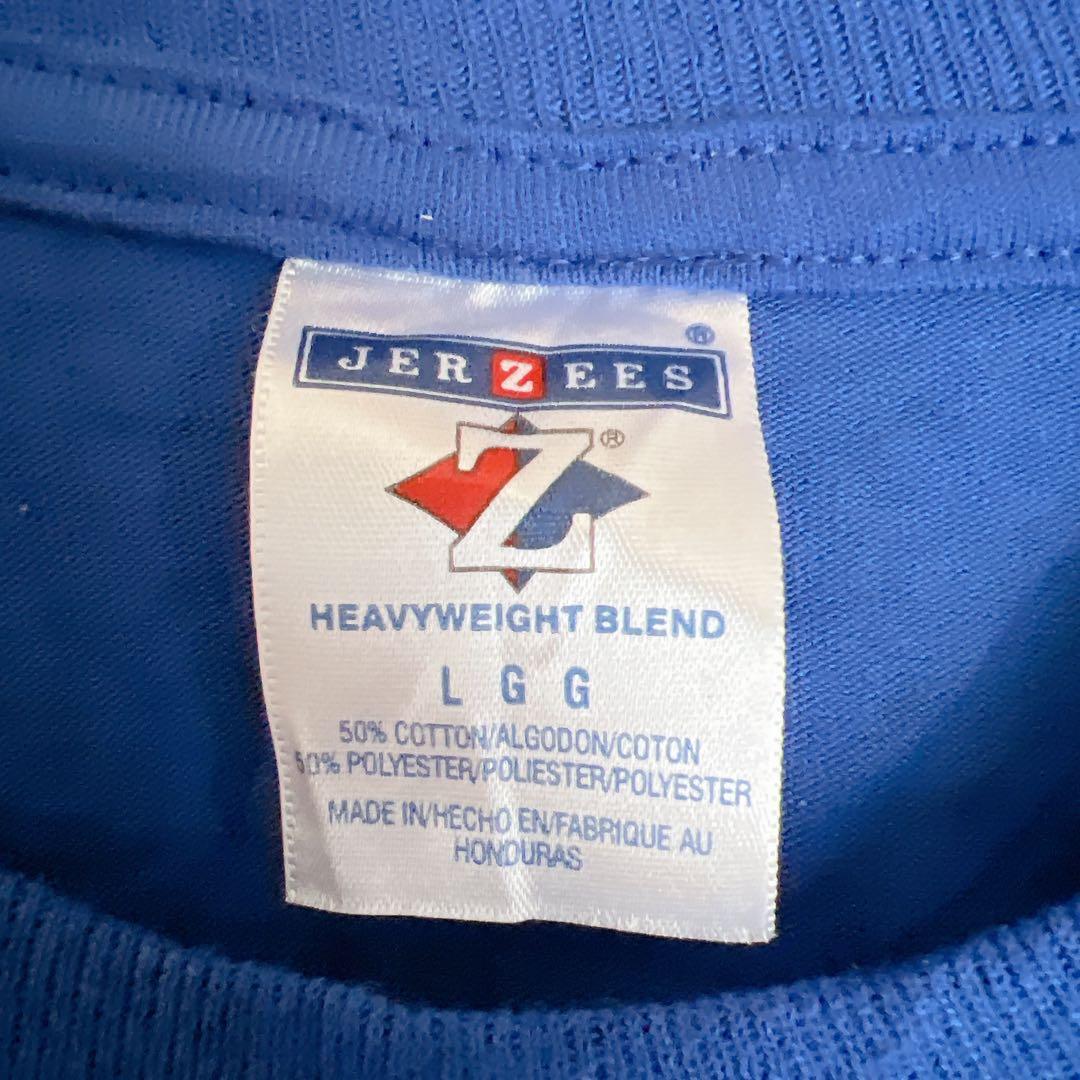 JERZEES®
Z®
HEAVYWEIGHT BLEND
L G G
50% COTTON/ALGODON/COTON
50% POLYESTER/POLIESTER/POLYESTER
MADE IN/HECHO EN/FABRIQUE AU
HONDURAS